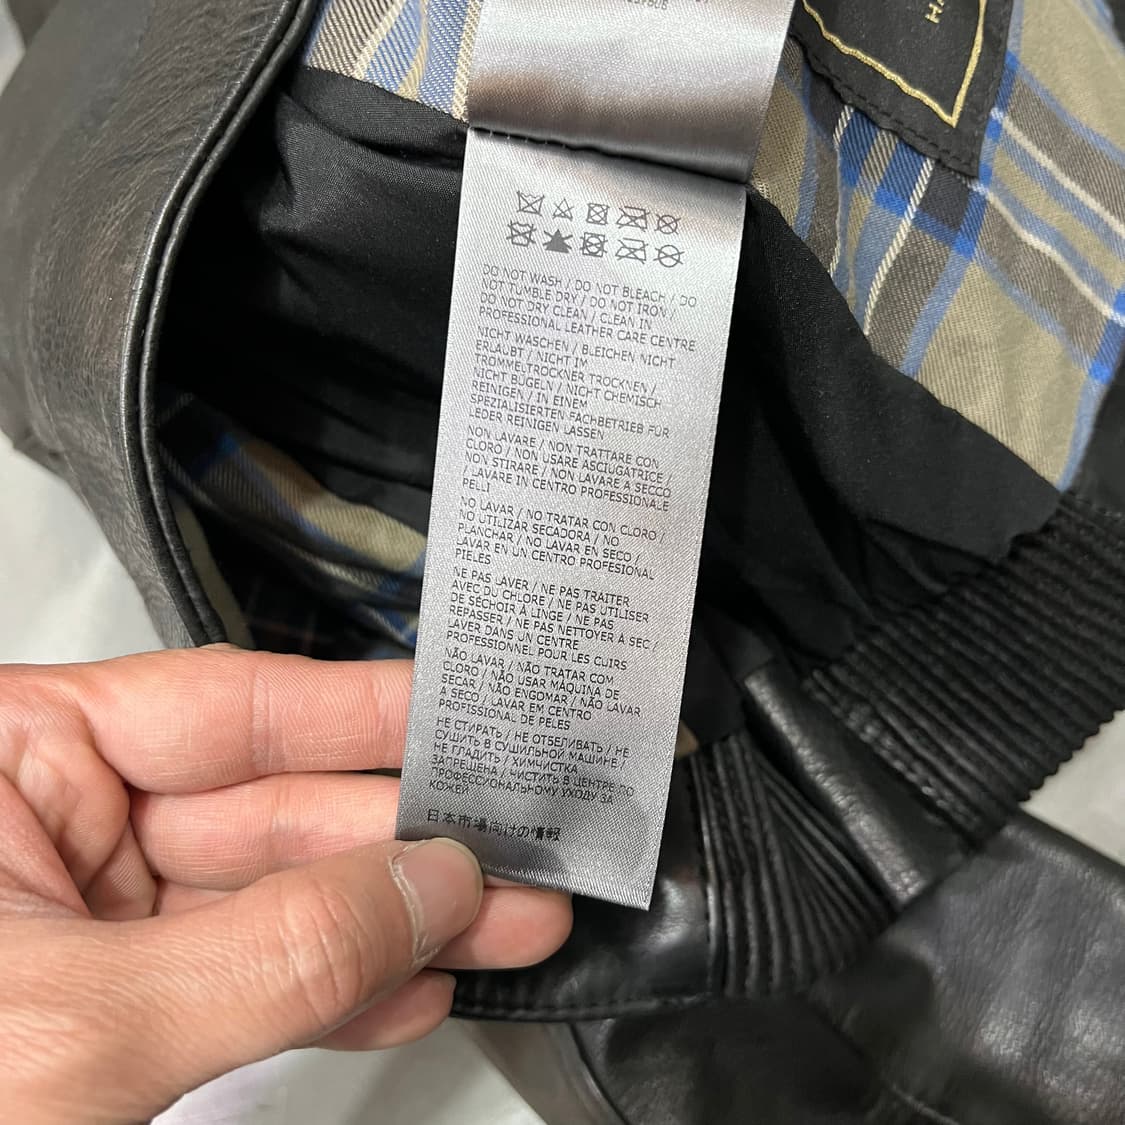 HA
DO NOT WASH / DO NOT BLEACH / DO
NOT TUMBLE DRY / DO NOT IRON /
DO NOT DRY CLEAN / CLEAN IN
PROFESSIONAL LEATHER CARE CENTRE
NICHT WASCHEN / BLEICHEN NICHT
ERLAUBT / NICHT IM
TROMMELTROCKNER TROCKNEN /
NICHT BÜGELN / NICHT CHEMISCH
REINIGEN / IN EINEM
SPEZIALISIERTEN FACHBETRIEB FÜR
LEDER REINIGEN LASSEN
NON LAVARE / NON TRATTARE CON
CLORO / NON USARE ASCIUGATRICE /
NON STIRARE / NON LAVARE A SECCO
/ LAVARE IN CENTRO PROFESSIONALE
PELLI
NO LAVAR / NO TRATAR CON CLORO /
NO UTILIZAR SECADORA / NO
PLANCHAR / NO LAVAR EN SECO /
LAVAR EN UN CENTRO PROFESIONAL
PIELES
NE PAS LAVER / NE PAS TRAITER
AVEC DU CHLORE / NE PAS UTILISER
DE SÉCHOIR À LINGE / NE PAS
REPASSER / NE PAS NETTOYER À SEC /
LAVER DANS UN CENTRE
PROFESSIONNEL POUR LES CUIRS
NÃO LAVAR / NÃO TRATAR COM
CLORO / NÃO USAR MÁQUINA DE
SECAR / NÃO ENGOMAR / NÃO LAVAR
A SECO / LAVAR EM CENTRO
PROFISSIONAL DE PELES
НЕ СТИРАТЬ / НЕ ОТБЕЛИВАТЬ / НЕ
СУШИТЬ В СУШИЛЬНОЙ МАШИНЕ /
НЕ ГЛАДИТЬ / ХИМЧИСТКА
ЗАПРЕЩЕНА / ЧИСТИТЬ В ЦЕНТРЕ ПО
ПРОФЕССИОНАЛЬНОМУ УХОДУ ЗА
КОЖЕЙ
日本市場向けの情報